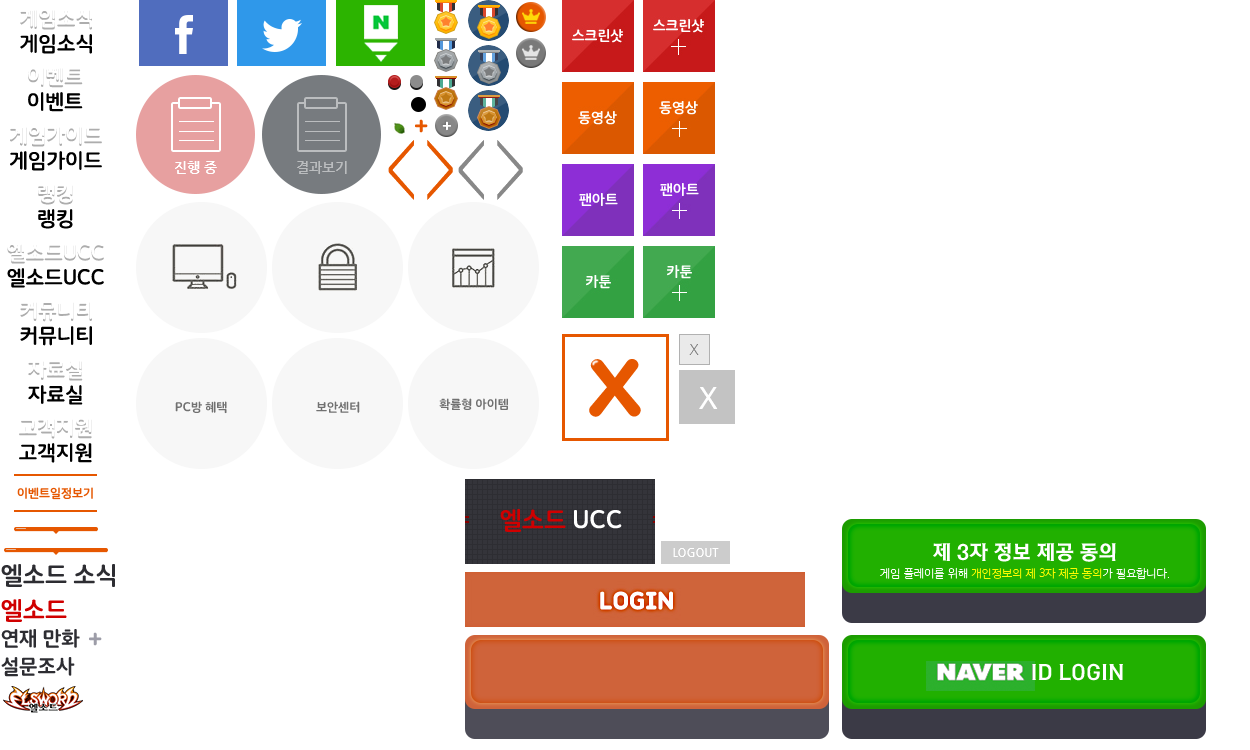 게임소식
게임소식
이벤트
이벤트
게임가이드
게임가이드
랭킹
랭킹
엘소드UCC
엘소드UCC
커뮤니티
커뮤니티
자료실
자료실
고객지원
고객지원
이벤트일정보기
엘소드 소식
엘소드
연재 만화
설문조사
ELSWORD
엘소드
f
N
진행 중
결과보기
PC방 혜택
보안센터
확률형 아이템
스크린샷
스크린샷
동영상
동영상
팬아트
팬아트
카툰
카툰
X
X
X
엘소드 UCC
LOGOUT
LOGIN
제 3자 정보 제공 동의
게임 플레이를 위해 개인정보의 제 3자 제공 동의가 필요합니다.
NAVER ID LOGIN